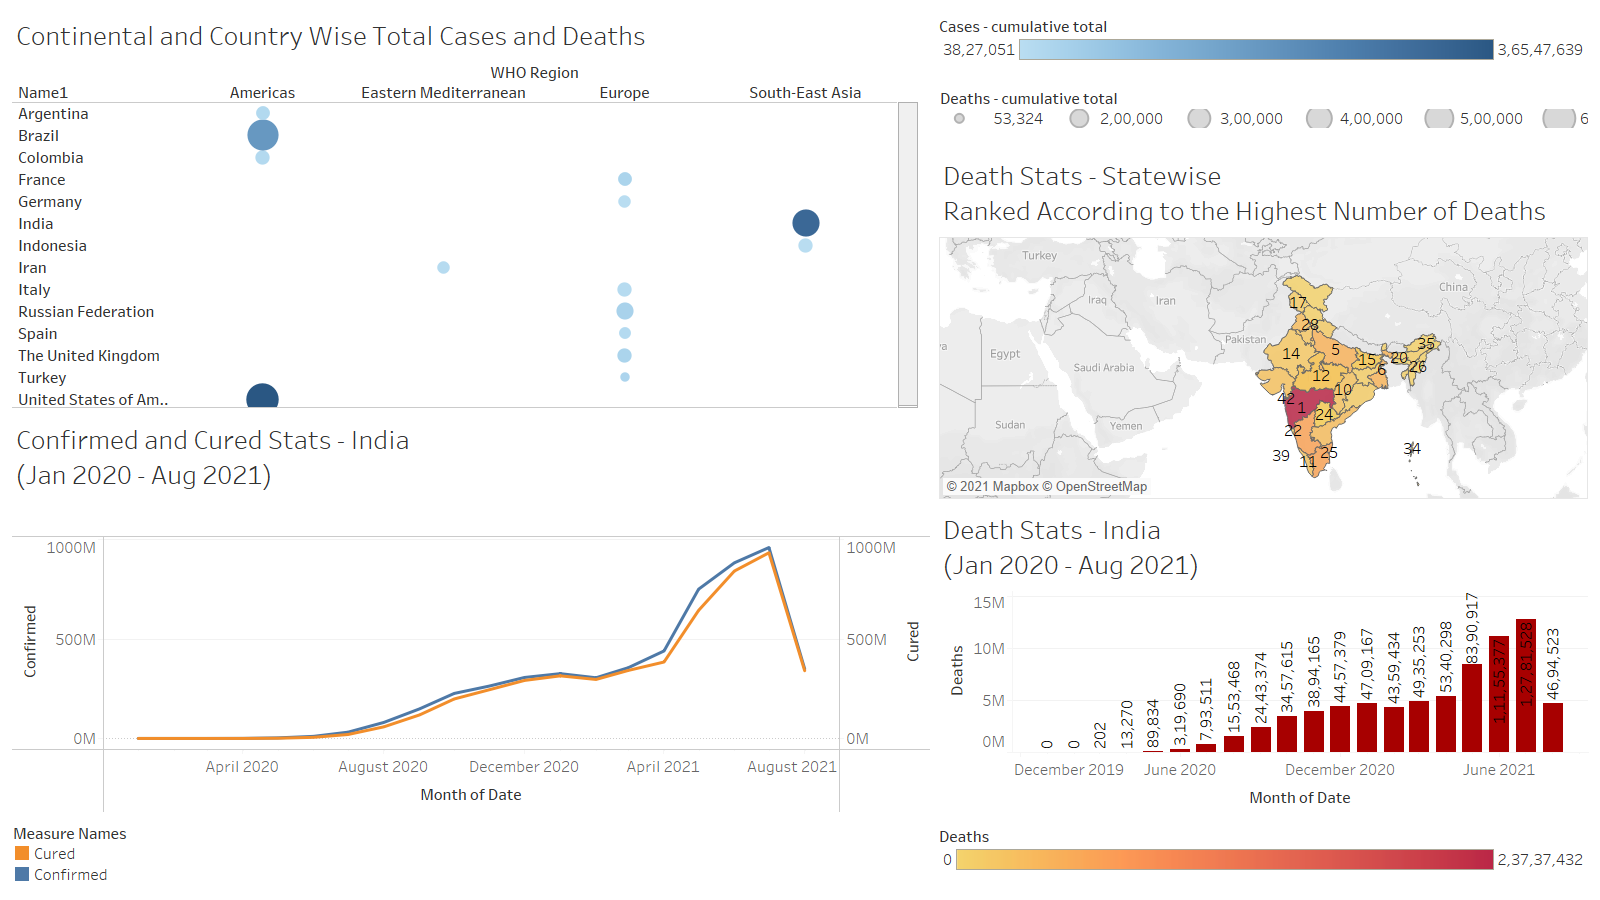 Continental and Country Wise Total Cases and Deaths
WHO Region
Name1 Americas Eastern Mediterranean Europe South-East Asia
Argentina
Brazil
Colombia
France
Germany
India
Indonesia
Iran
Italy
Russian Federation
Spain
The United Kingdom
Turkey
United States of Am..
Cases - cumulative total
38,27,051 3,65,47,639
Deaths - cumulative total
53,324 2,00,000 3,00,000 4,00,000 5,00,000 6
Death Stats - Statewise
Ranked According to the Highest Number of Deaths
Turkey
China
Iraq
Iran
Pakistan
Egypt
Saudi Arabia
Sudan
Yemen
17
28
14
5
15
20
35
26
6
12
10
42
1
24
22
39
11
25
34
© 2021 Mapbox © OpenStreetMap
Confirmed and Cured Stats - India
(Jan 2020 - Aug 2021)
1000M
500M
0M
Confirmed
1000M
500M
0M
Cured
April 2020 August 2020 December 2020 April 2021 August 2021
Month of Date
Measure Names
Cured
Confirmed
Death Stats - India
(Jan 2020 - Aug 2021)
15M
10M
5M
0M
Deaths
0
0
202
13,270
89,834
3,19,690
7,93,511
15,53,468
24,43,374
34,57,615
38,94,165
44,57,379
47,09,167
43,59,434
49,35,253
53,40,298
83,90,917
1,11,55,377
1,27,81,528
46,94,523
December 2019 June 2020 December 2020 June 2021
Month of Date
Deaths
0 2,37,37,432